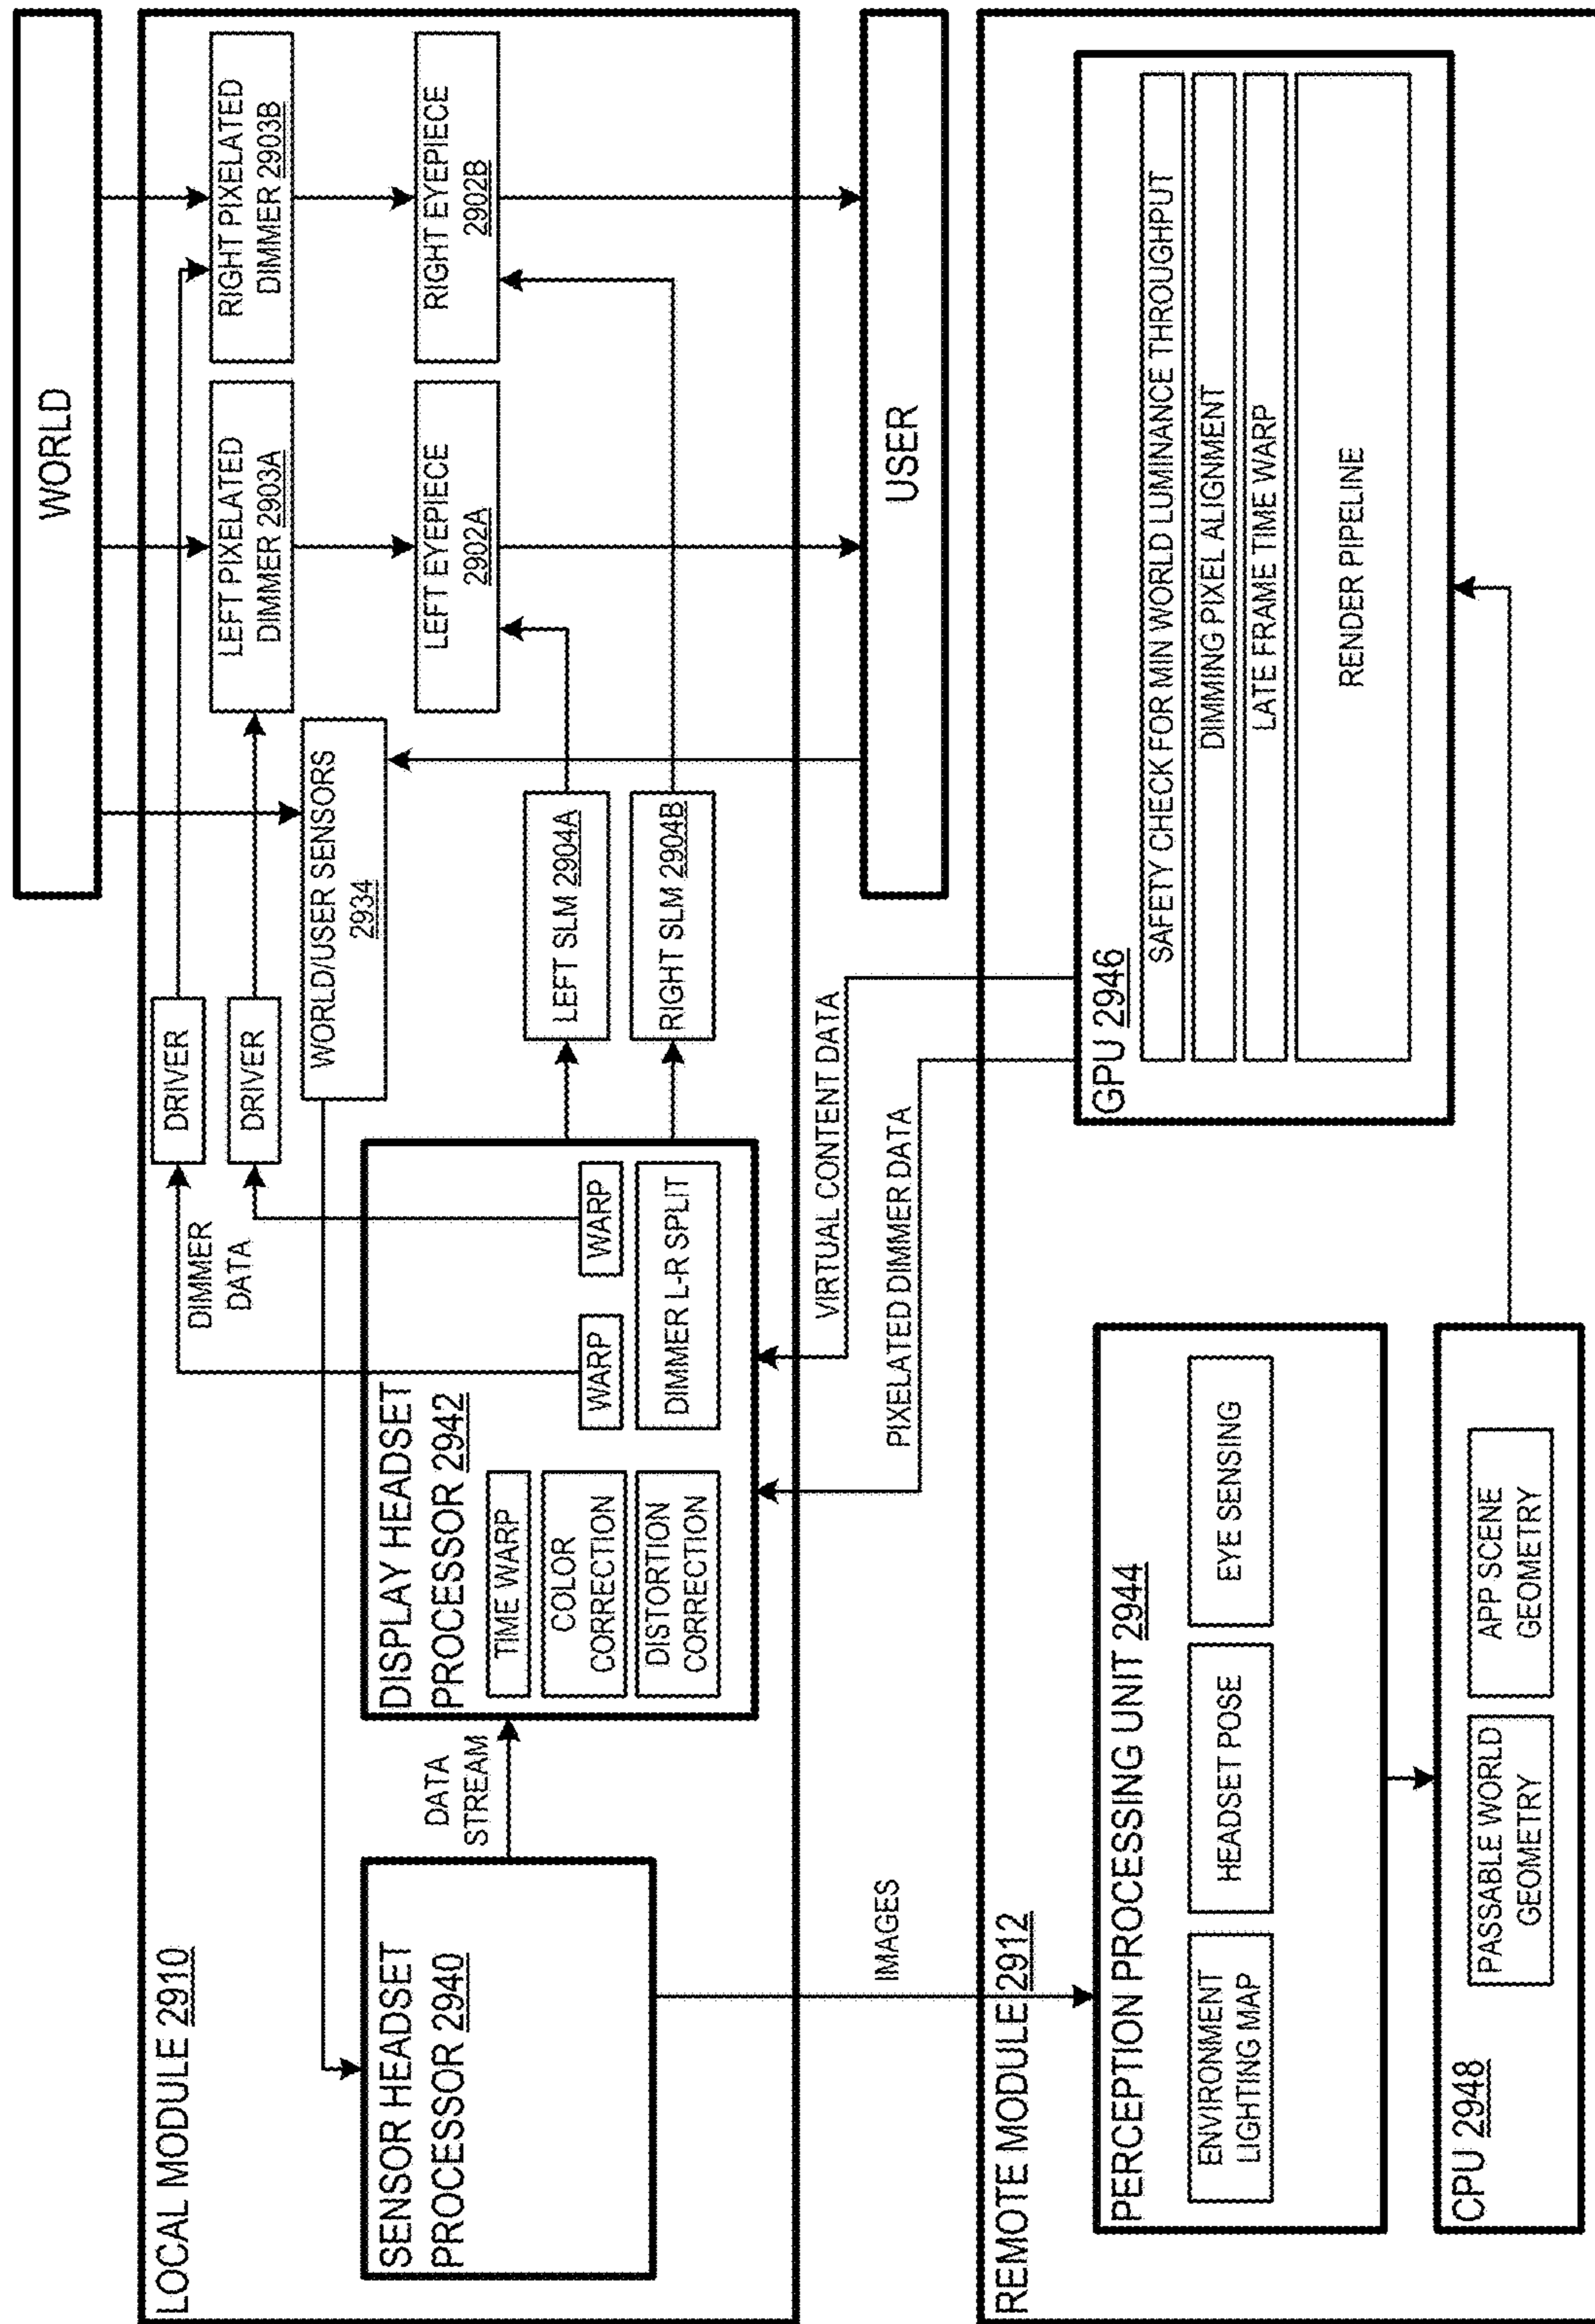 WORLD
LOCAL MODULE 2910
DRIVER
DRIVER
DIMMER
DATA
RIGHT PIXELATED
DIMMER 2903B
LEFT PIXELATED
DIMMER 2903A
WORLD/USER SENSORS
2934
RIGHT EYEPIECE
2902B
LEFT EYEPIECE
2902A
SENSOR HEADSET
PROCESSOR 2940
DATA
STREAM
DISPLAY HEADSET
PROCESSOR 2942
TIME WARP
COLOR
CORRECTION
DISTORTION
CORRECTION
WARP
WARP
DIMMER L-R SPLIT
LEFT SLM 2904A
RIGHT SLM 2904B
USER
IMAGES
VIRTUAL CONTENT DATA
PIXELATED DIMMER DATA
REMOTE MODULE 2912
PERCEPTION PROCESSING UNIT 2944
ENVIRONMENT
LIGHTING MAP
HEADSET POSE
EYE SENSING
CPU 2948
PASSABLE WORLD
GEOMETRY
APP SCENE
GEOMETRY
GPU 2946
SAFETY CHECK FOR MIN WORLD LUMINANCE THROUGHPUT
DIMMING PIXEL ALIGNMENT
LATE FRAME TIME WARP
RENDER PIPELINE